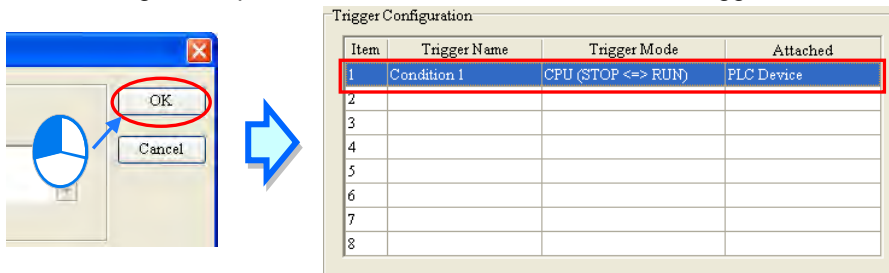 Trigger Configuration
Item Trigger Name Trigger Mode Attached
1 Condition 1 CPU (STOP <=> RUN) PLC Device
2
3
4
5
6
7
8
OK
Cancel